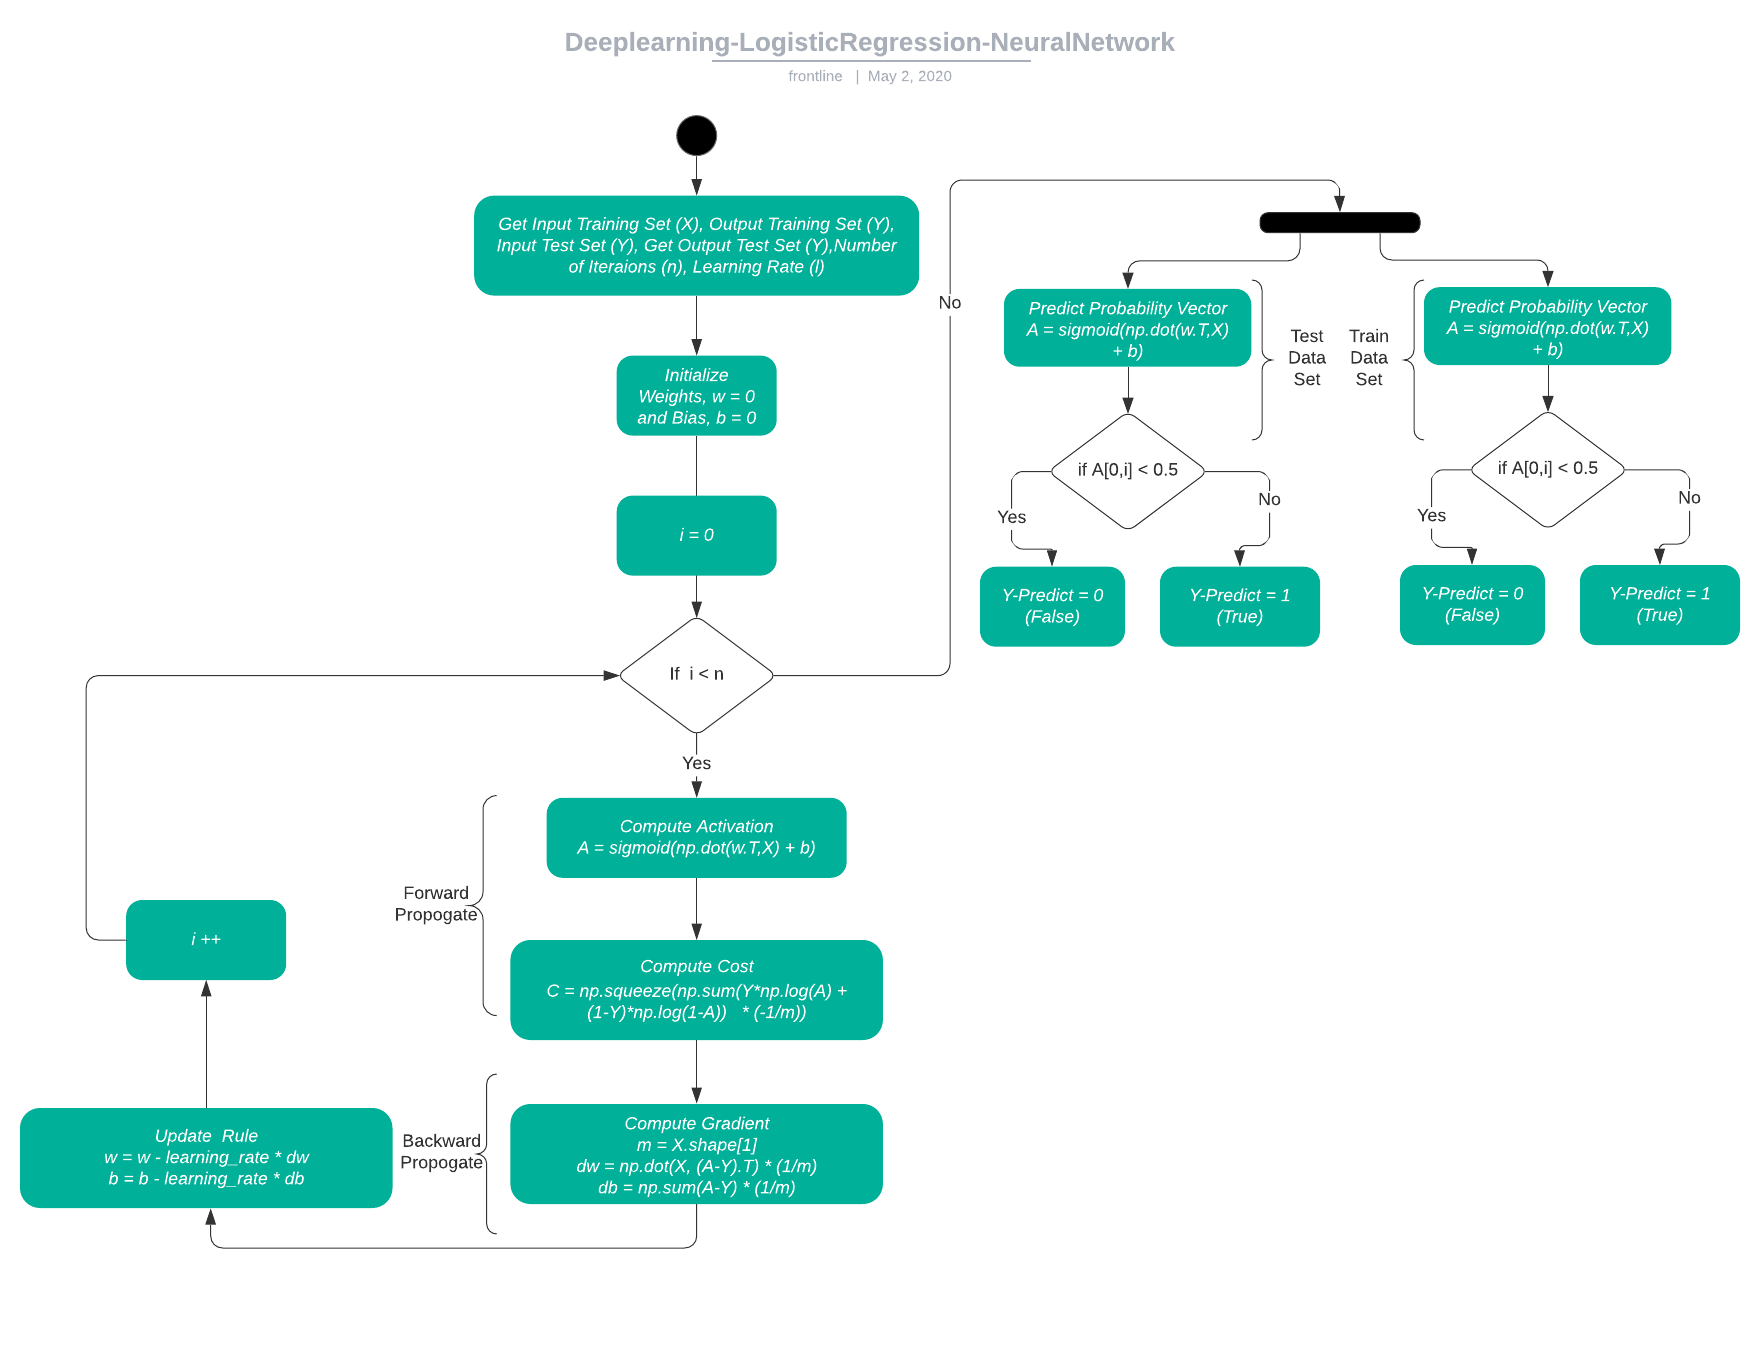 Deeplearning-LogisticRegression-NeuralNetwork
frontline | May 2, 2020
Get Input Training Set (X), Output Training Set (Y),
Input Test Set (Y), Get Output Test Set (Y),Number
of Iteraions (n), Learning Rate (l)
Initialize
Weights, w = 0
and Bias, b = 0
i = 0
If i < n
Yes
Compute Activation
A = sigmoid(np.dot(w.T,X) + b)
Forward
Propogate
Compute Cost
C = np.squeeze(np.sum(Y*np.log(A) +
(1-Y)*np.log(1-A)) * (-1/m))
Compute Gradient
m = X.shape[1]
dw = np.dot(X, (A-Y).T) * (1/m)
db = np.sum(A-Y) * (1/m)
Backward
Propogate
Update Rule
w = w - learning_rate * dw
b = b - learning_rate * db
i ++
No
Predict Probability Vector
A = sigmoid(np.dot(w.T,X)
+ b)
Test
Data
Set
if A[0,i] < 0.5
Yes
No
Y-Predict = 0
(False)
Y-Predict = 1
(True)
Train
Data
Set
Predict Probability Vector
A = sigmoid(np.dot(w.T,X)
+ b)
if A[0,i] < 0.5
Yes
No
Y-Predict = 0
(False)
Y-Predict = 1
(True)